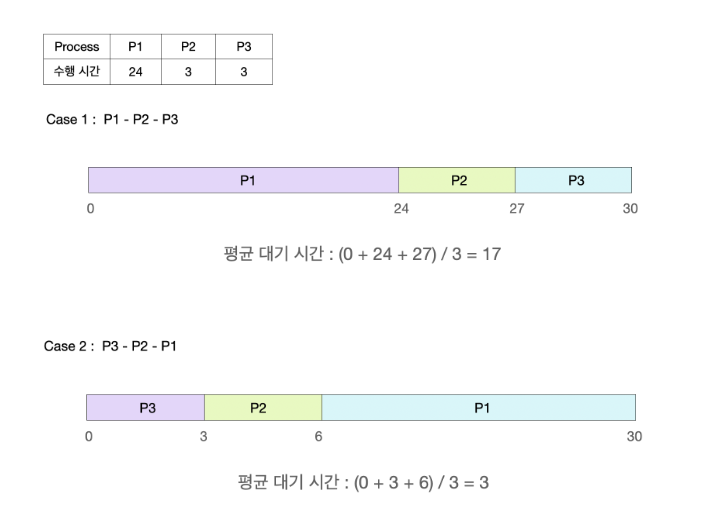 Process P1 P2 P3
수행 시간 24 3 3
Case 1 : P1 - P2 - P3
P1 P2 P3
0 24 27 30
평균 대기 시간 : (0 + 24 + 27) / 3 = 17
Case 2 : P3 - P2 - P1
P3 P2 P1
0 3 6 30
평균 대기 시간 : (0 + 3 + 6) / 3 = 3